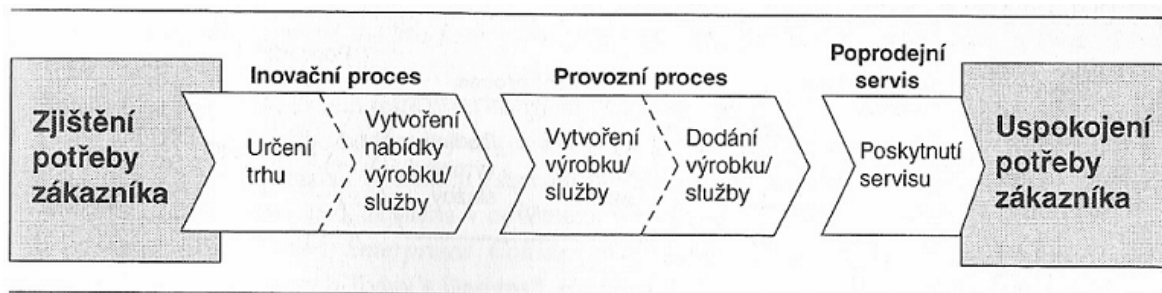 Inovační proces
Provozní proces
Poprodejní
servis
Zjištění
potřeby
zákazníka
Určení
trhu
Vytvoření
nabídky
výrobku/
služby
Vytvoření
výrobku/
služby
Dodání
výrobku/
služby
Poskytnutí
servisu
Uspokojení
potřeby
zákazníka